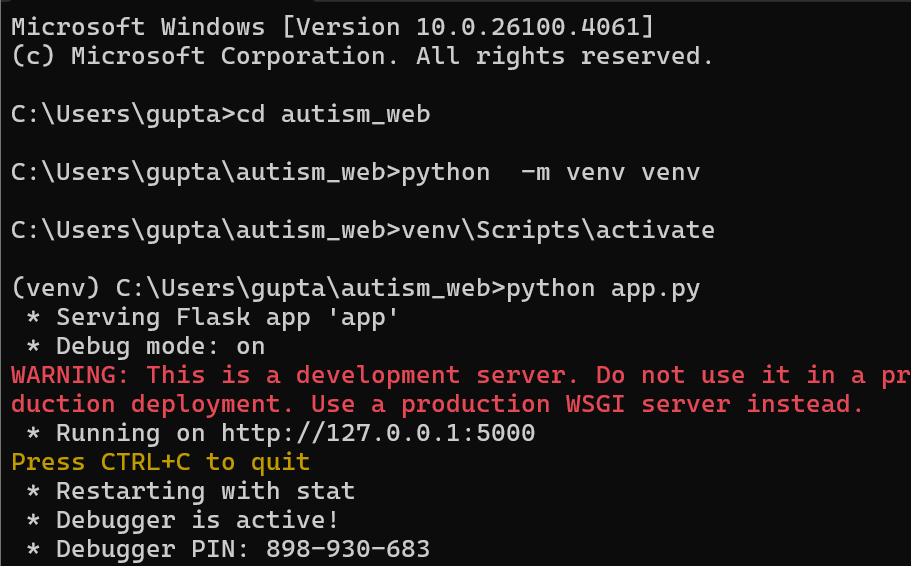 Microsoft Windows [Version 10.0.26100.4061]
(c) Microsoft Corporation. All rights reserved.
C:\Users\gupta>cd autism_web
C:\Users\gupta\autism_web>python  -m venv venv
C:\Users\gupta\autism_web>venv\Scripts\activate
(venv) C:\Users\gupta\autism_web>python app.py
 * Serving Flask app 'app'
 * Debug mode: on
WARNING: This is a development server. Do not use it in a pr
duction deployment. Use a production WSGI server instead.
 * Running on http://127.0.0.1:5000
Press CTRL+C to quit
 * Restarting with stat
 * Debugger is active!
 * Debugger PIN: 898-930-683